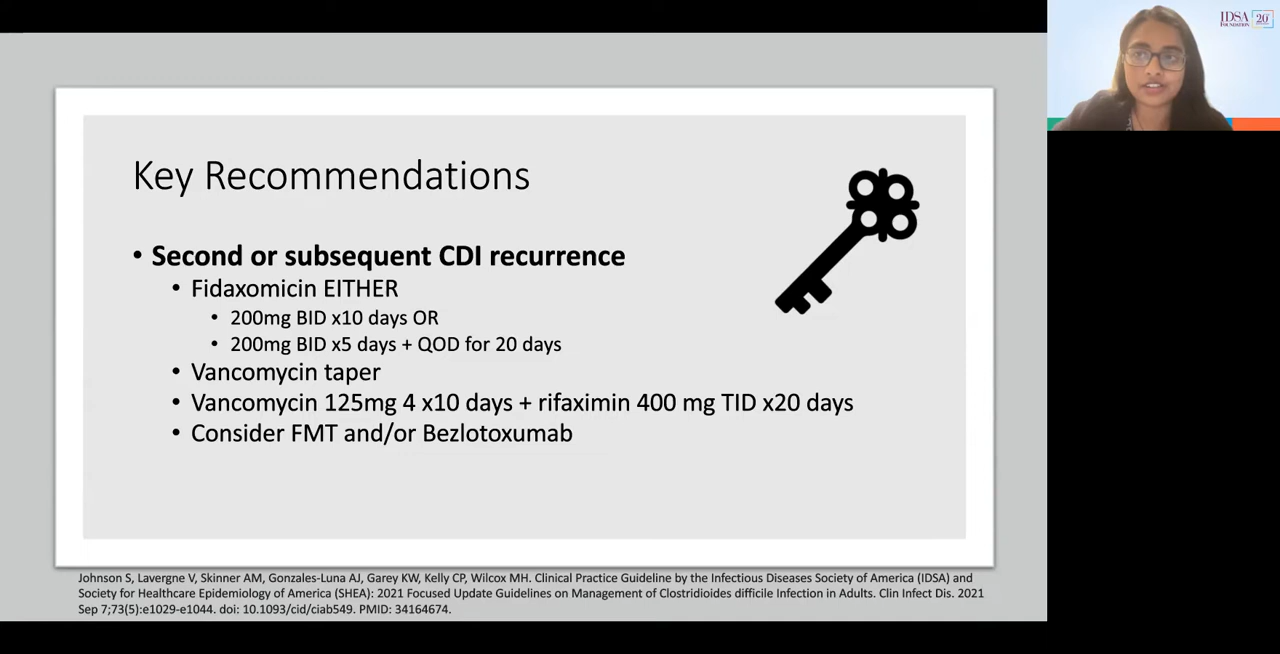 Key Recommendations
• Second or subsequent CDI recurrence
• Fidaxomicin EITHER
• 200mg BID x10 days OR
• 200mg BID x5 days + QOD for 20 days
• Vancomycin taper
• Vancomycin 125mg 4 x10 days + rifaximin 400 mg TID x20 days
• Consider FMT and/or Bezlotoxumab
Johnson S, Lavergne V, Skinner AM, Gonzales-Luna AJ, Garey KW, Kelly CP, Wilcox MH. Clinical Practice Guideline by the Infectious Diseases Society of America (IDSA) and
Society for Healthcare Epidemiology of America (SHEA): 2021 Focused Update Guidelines on Management of Clostridioides difficile Infection in Adults. Clin Infect Dis. 2021
Sep 7;73(5):e1029-e1044. doi: 10.1093/cid/ciab549. PMID: 34164674.
IDSA 20
FOUNDATION